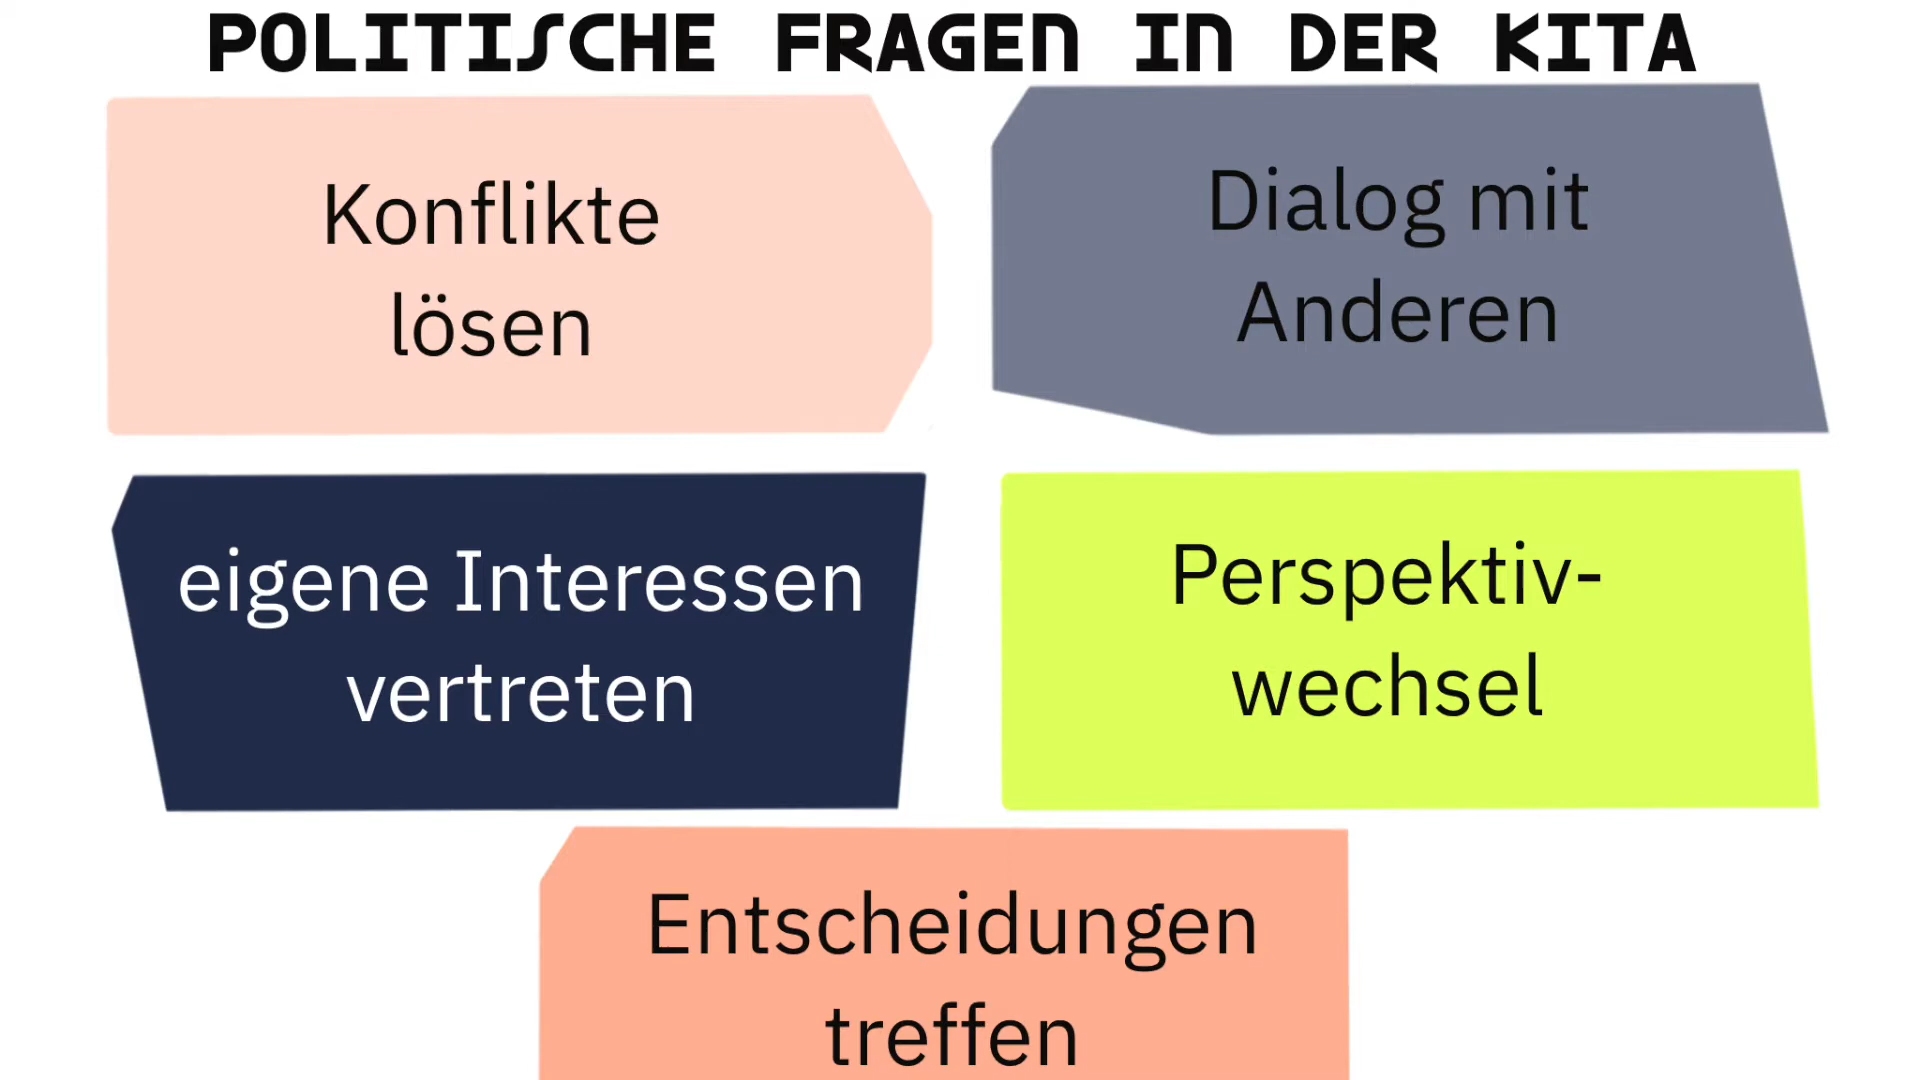 POLITISCHE FRAGEN IN DER KITA
Konflikte
lösen
Dialog mit
Anderen
eigene Interessen
vertreten
Perspektiv-
wechsel
Entscheidungen
treffen